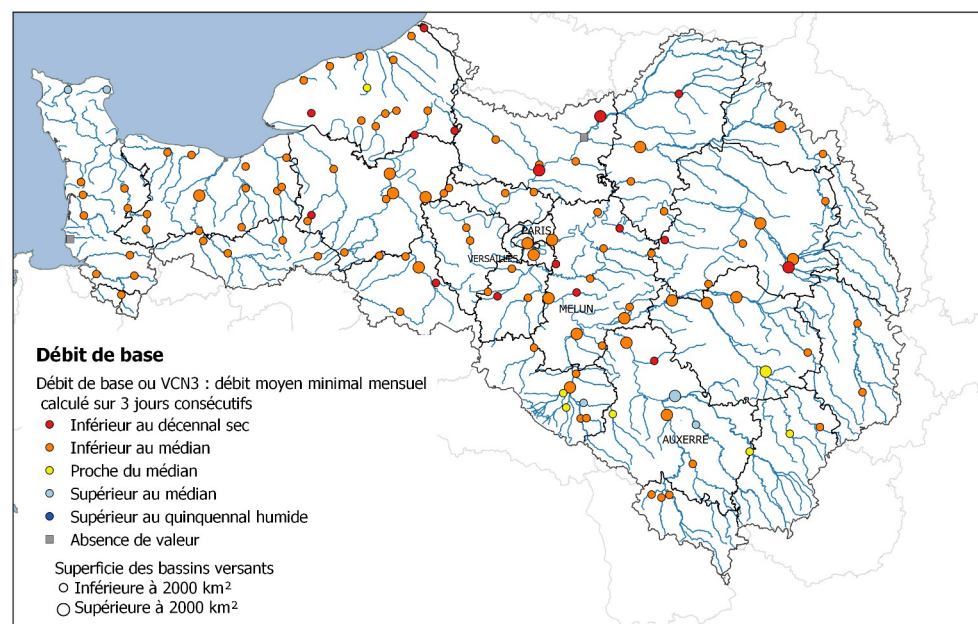 PARIS
VERSAILLES
MELUN
AUXERRE
Débit de base
Débit de base ou VCN3 : débit moyen minimal mensuel
calculé sur 3 jours consécutifs
Inférieur au décennal sec
Inférieur au médian
Proche du médian
Supérieur au médian
Supérieur au quinquennal humide
Absence de valeur
Superficie des bassins versants
Inférieure à 2000 km²
Supérieure à 2000 km²